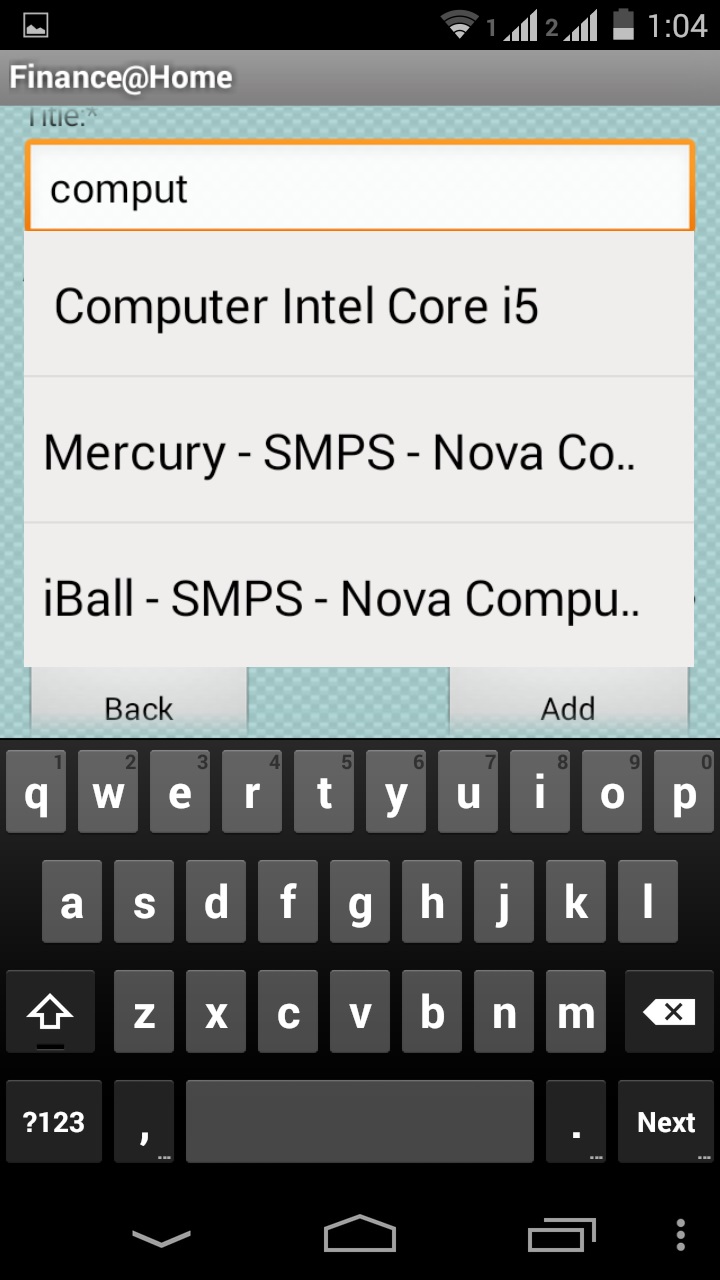 1 2 1:04
Finance@Home
Title:*
comput
Computer Intel Core i5
Mercury - SMPS - Nova Co..
iBall - SMPS - Nova Compu..
Back Add
1 2 3 4 5 6 7 8 9 0
q w e r t y u i o p
a s d f g h j k l
z x c v b n m
?123 , . Next